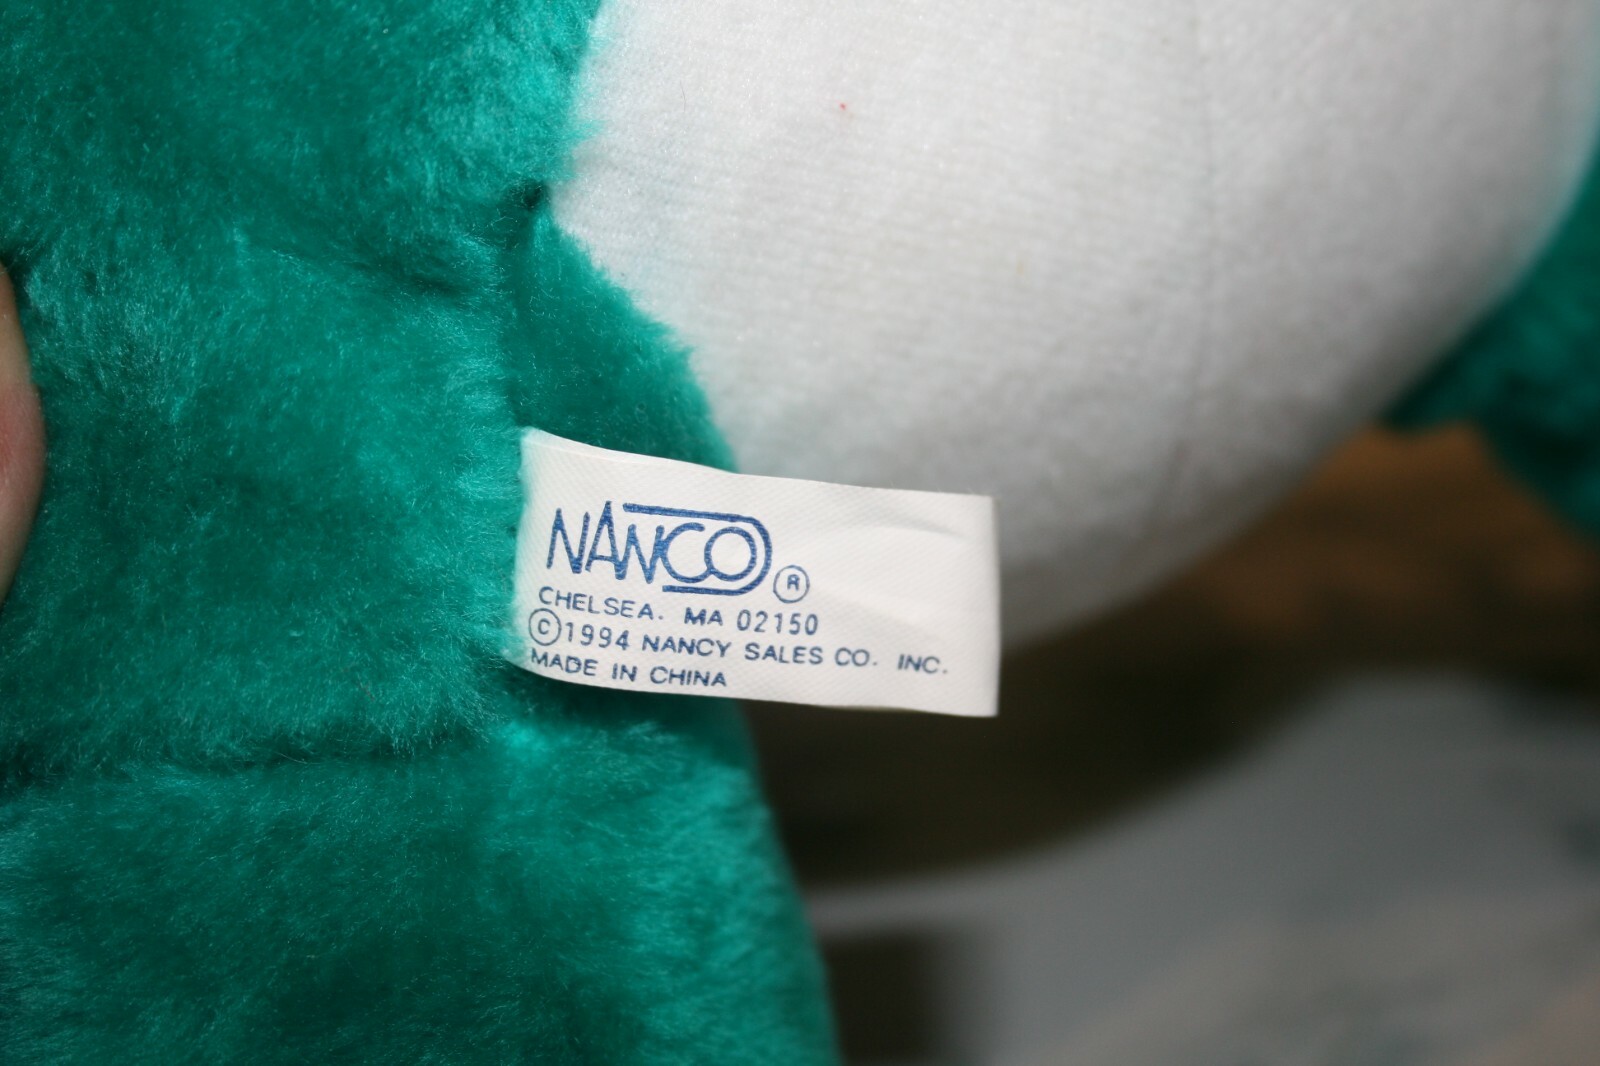 NANCO ®
CHELSEA. MA 02150
©1994 NANCY SALES CO. INC.
MADE IN CHINA